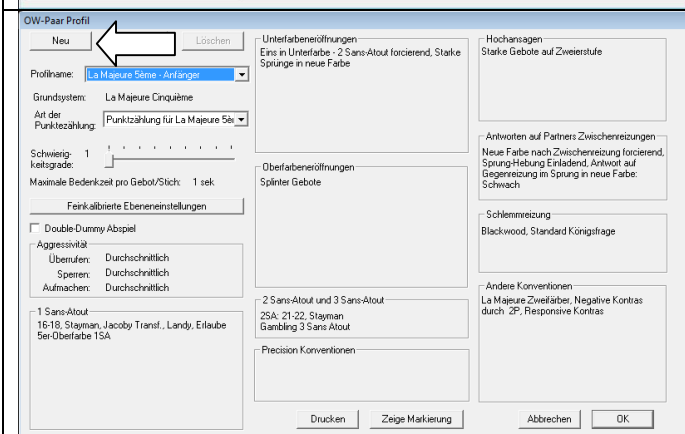 OW-Paar Profil
Neu
Löschen
Profilname: La Majeure 5ème - Anfänger
Grundsystem: La Majeure Cinquième
Art der
Punktezählung: Punktzählung für La Majeure 5èr
Schwierig-
keitsgrade: 1
Maximale Bedenkzeit pro Gebot/Stich: 1 sek
Feinkalibrierte Ebeneneinstellungen
Double-Dummy Abspiel
Aggressivität
Überrufen: Durchschnittlich
Sperren: Durchschnittlich
Aufmachen: Durchschnittlich
1 Sans-Atout
16-18, Stayman, Jacoby Transf., Landy, Erlaube
5er-Oberfarbe 1SA
Unterfarbeneröffnungen
Eins in Unterfarbe - 2 Sans-Atout forcierend, Starke
Sprünge in neue Farbe
Oberfarbeneröffnungen
Splinter Gebote
2 Sans-Atout und 3 Sans-Atout
2SA: 21-22, Stayman
Gambling 3 Sans Atout
Precision Konventionen
Hochansagen
Starke Gebote auf Zweierstufe
Antworten auf Partners Zwischenreizungen
Neue Farbe nach Zwischenreizung forcierend,
Sprung-Hebung Einladend, Antwort auf
Gegenreizung im Sprung in neue Farbe:
Schwach
Schlemmreizung
Blackwood, Standard Königsfrage
Andere Konventionen
La Majeure Zweifärber, Negative Kontras
durch 2P, Responsive Kontras
Drucken
Zeige Markierung
Abbrechen
OK